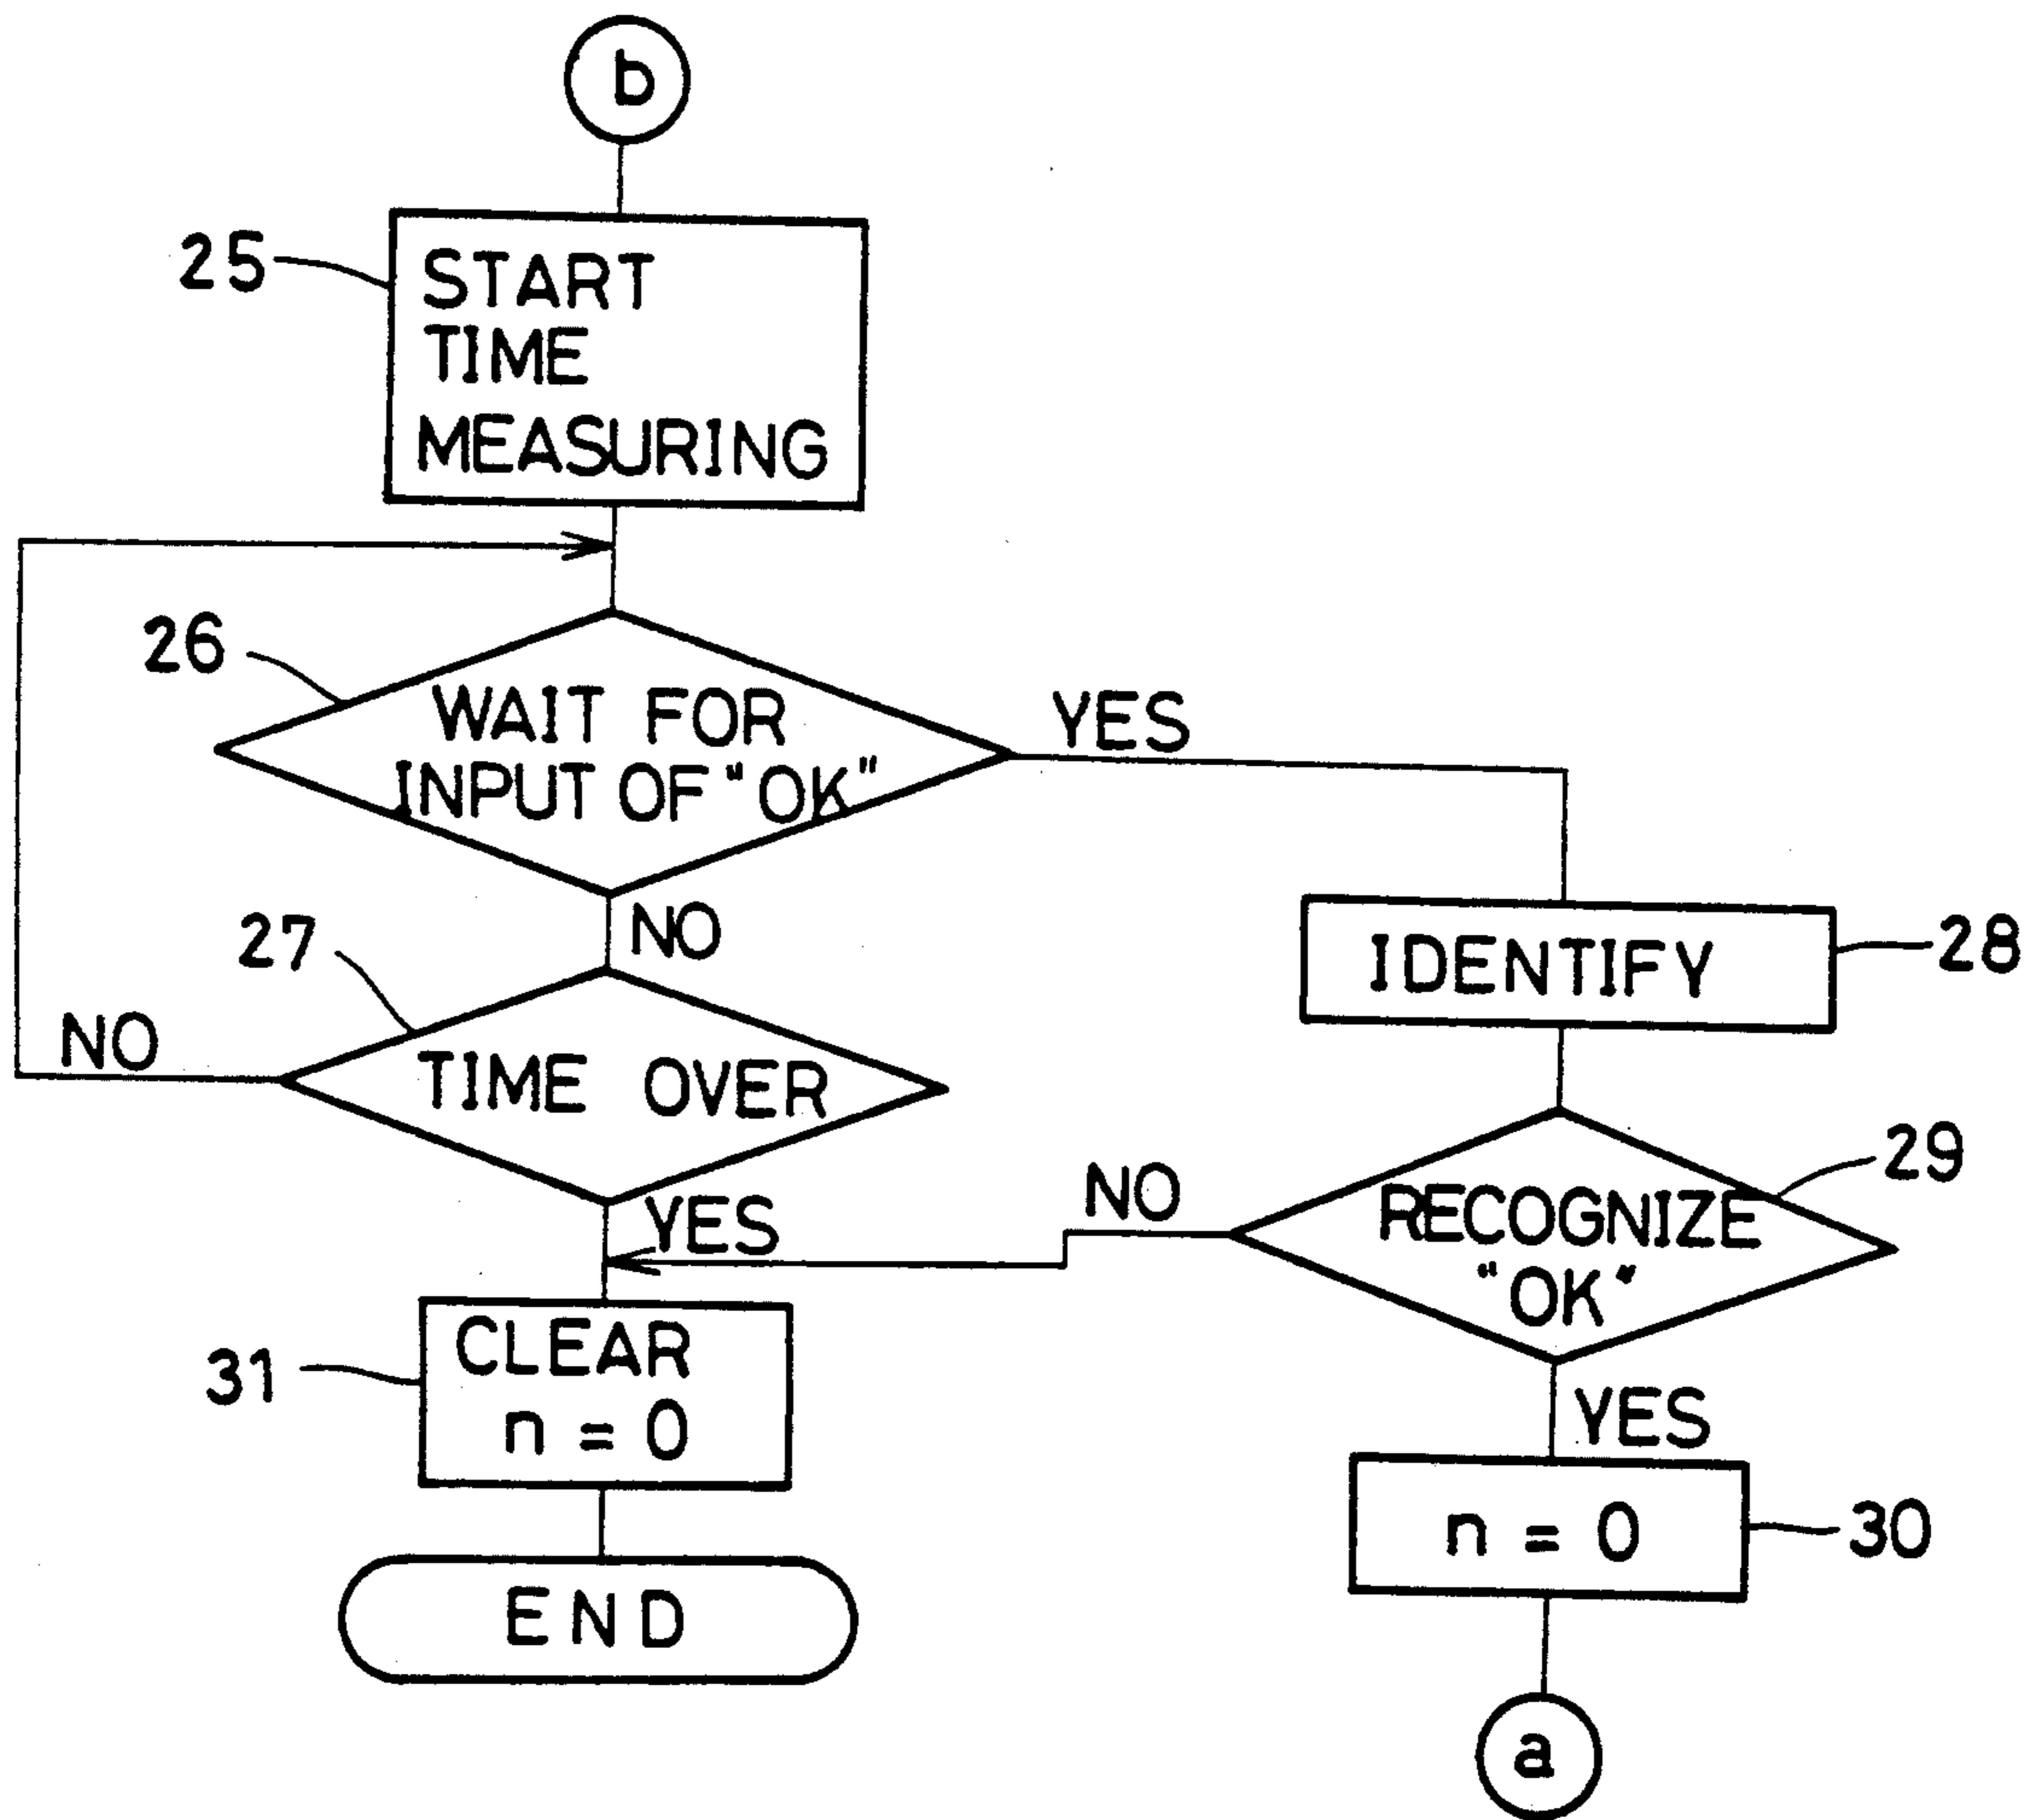 b
25
START
TIME
MEASURING
26
WAIT FOR
INPUT OF "OK"
YES
NO
27
TIME OVER
NO
YES
28
IDENTIFY
29
RECOGNIZE
"OK"
NO
YES
31
CLEAR
n = 0
30
n = 0
END
a